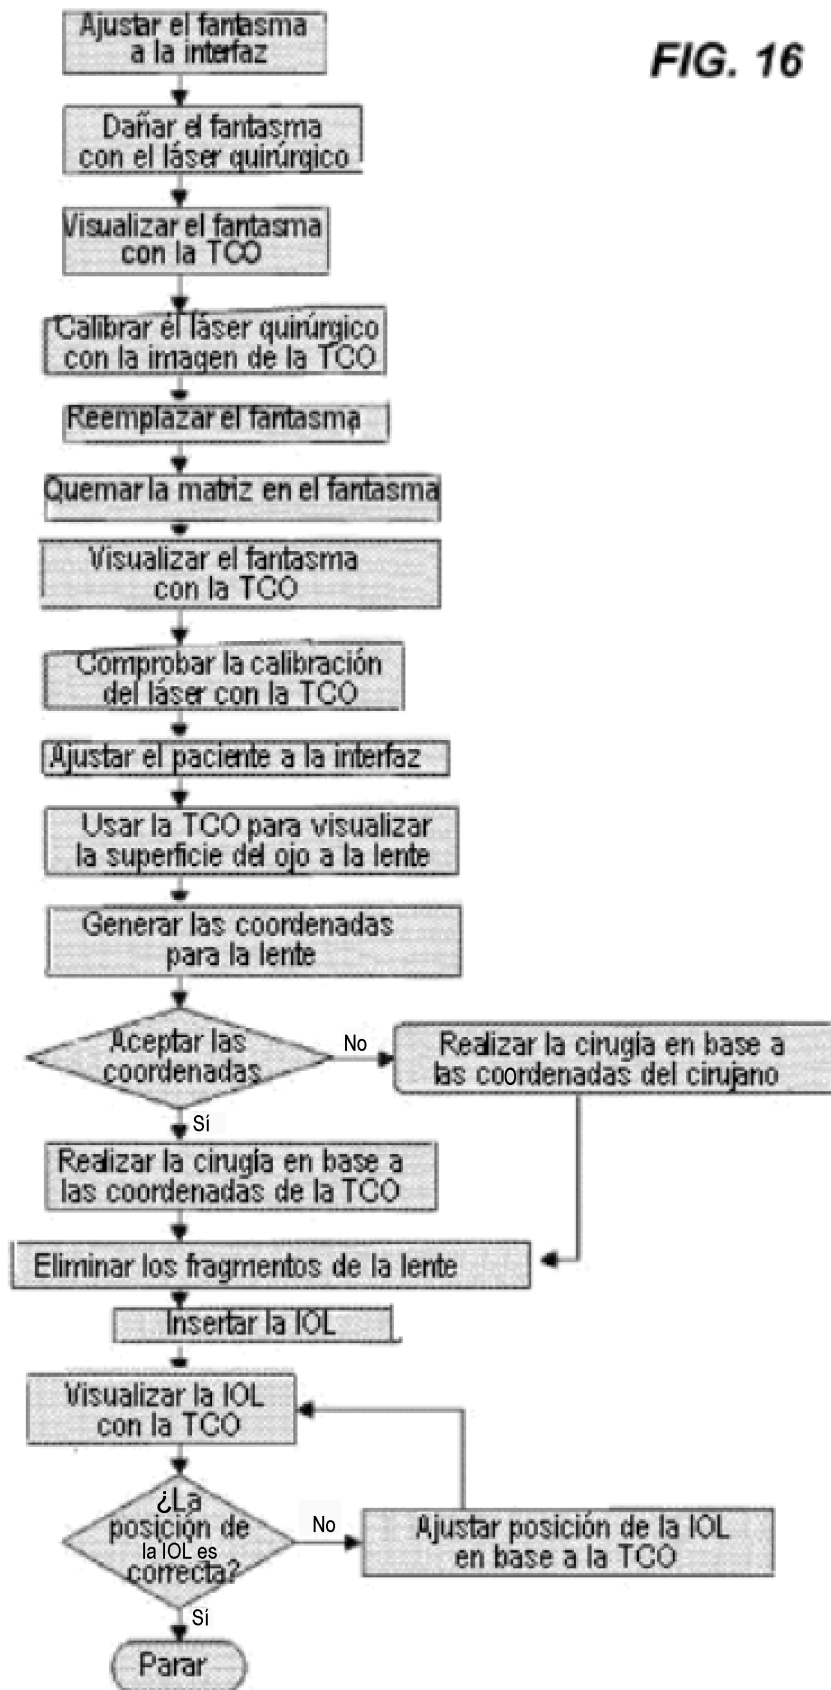 FIG. 16
Ajustar el fantasma
a la interfaz
Dañar el fantasma
con el láser quirúrgico
Visualizar el fantasma
con la TCO
Calibrar el láser quirúrgico
con la imagen de la TCO
Reemplazar el fantasma
Quemar la matriz en el fantasma
Visualizar el fantasma
con la TCO
Comprobar la calibración
del láser con la TCO
Ajustar el paciente a la interfaz
Usar la TCO para visualizar
la superficie del ojo a la lente
Generar las coordenadas
para la lente
Aceptar las
coordenadas
No
Realizar la cirugía en base a
las coordenadas del cirujano
Sí
Realizar la cirugía en base a
las coordenadas de la TCO
Eliminar los fragmentos de la lente
Insertar la IOL
Visualizar la IOL
con la TCO
¿La
posición de
la IOL es
correcta?
No
Ajustar posición de la IOL
en base a la TCO
Sí
Parar